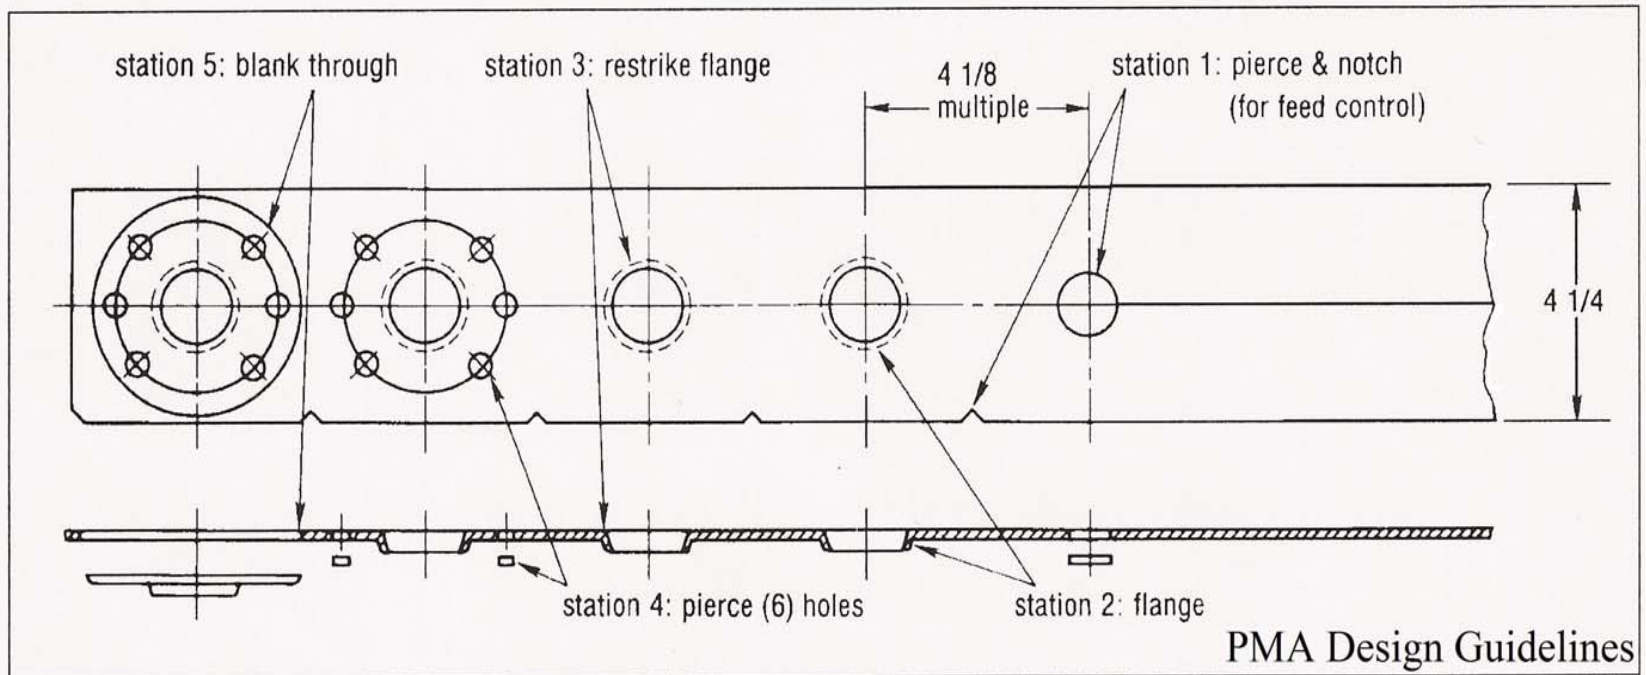 station 5: blank through
station 3: restrike flange
4 1/8
multiple
station 1: pierce & notch
(for feed control)
4 1/4
station 4: pierce (6) holes
station 2: flange
PMA Design Guidelines